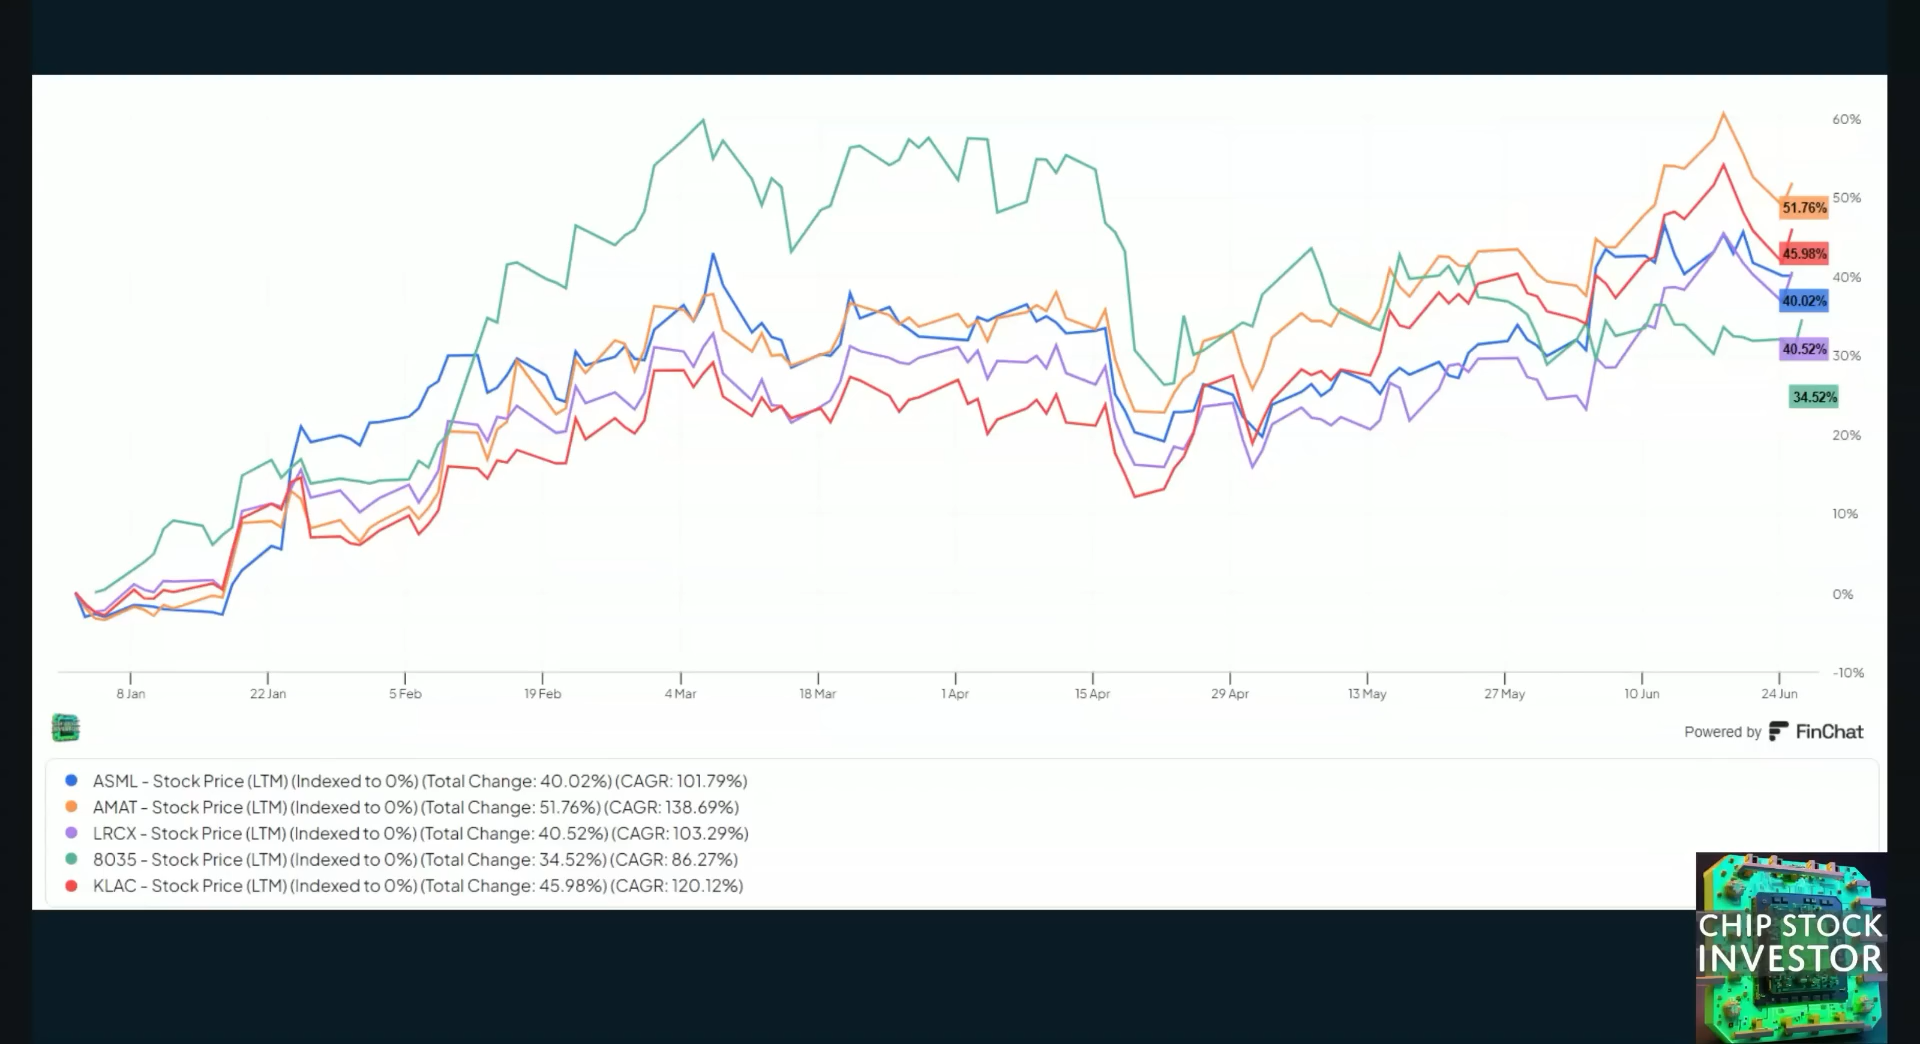 60%
50%
51.76%
45.98%
40%
40.02%
40.52%
30%
34.52%
20%
10%
0%
-10%
8 Jan
22 Jan
5 Feb
19 Feb
4 Mar
18 Mar
1 Apr
15 Apr
29 Apr
13 May
27 May
10 Jun
24 Jun
Powered by FinChat
ASML - Stock Price (LTM) (Indexed to 0%) (Total Change: 40.02%) (CAGR: 101.79%)
AMAT - Stock Price (LTM) (Indexed to 0%) (Total Change: 51.76%) (CAGR: 138.69%)
LRCX - Stock Price (LTM) (Indexed to 0%) (Total Change: 40.52%) (CAGR: 103.29%)
8035 - Stock Price (LTM) (Indexed to 0%) (Total Change: 34.52%) (CAGR: 86.27%)
KLAC - Stock Price (LTM) (Indexed to 0%) (Total Change: 45.98%) (CAGR: 120.12%)
CHIP STOCK
INVESTOR